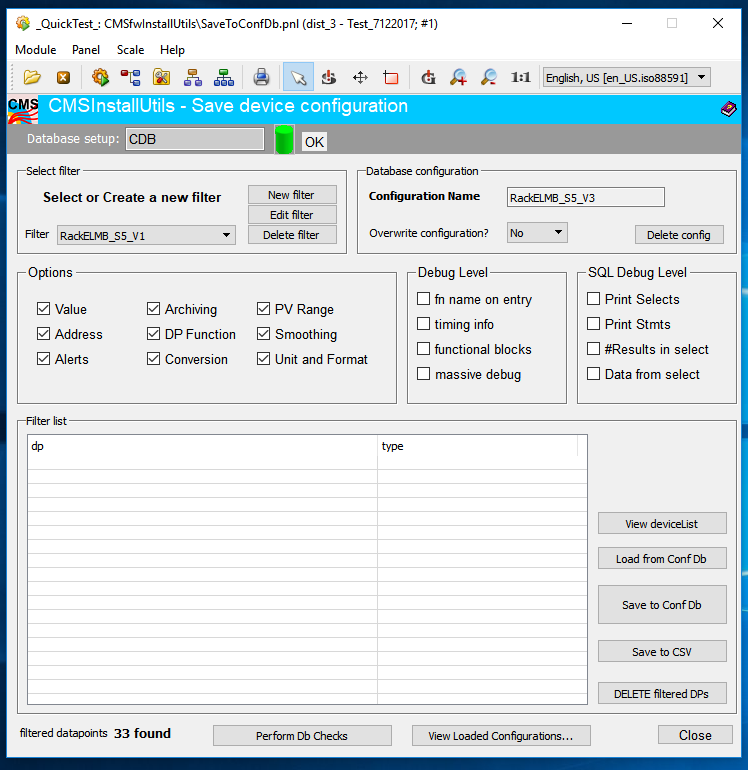 _QuickTest_: CMSfwInstallUtils\SaveToConfDb.pnl (dist_3 - Test_7122017; #1)
Module Panel Scale Help
1:1 English, US [en_US.iso88591]
CMS CMSInstallUtils - Save device configuration
Database setup: CDB OK
Select filter
Select or Create a new filter
New filter
Edit filter
Filter RackELMB_S5_V1 Delete filter
Database configuration
Configuration Name RackELMB_S5_V3
Overwrite configuration? No Delete config
Options
Value Archiving PV Range
Address DP Function Smoothing
Alerts Conversion Unit and Format
Debug Level
fn name on entry
timing info
functional blocks
massive debug
SQL Debug Level
Print Selects
Print Stmts
#Results in select
Data from select
Filter list
dp type
View deviceList
Load from Conf Db
Save to Conf Db
Save to CSV
DELETE filtered DPs
filtered datapoints 33 found Perform Db Checks View Loaded Configurations... Close